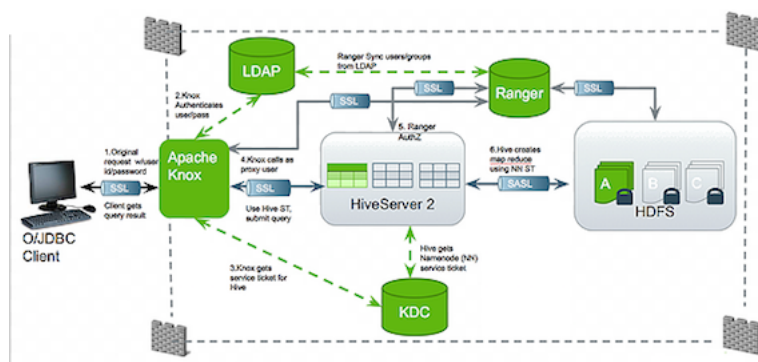 LDAP
Ranger Sync users/groups
from LDAP
Ranger
2.Knox
Authenticates
user/pass
SSL
SSL
SSL
SSL
5. Ranger
AuthZ
1.Original
request w/user
id/password
SSL
Client gets
query result
O/JDBC
Client
Apache
Knox
4.Knox calls as
proxy user
SSL
Use Hive ST,
submit query
HiveServer 2
6.Hive creates
map reduce
using NN ST
SASL
A
B
C
HDFS
3.Knox gets
service ticket for
Hive
Hive gets
Namenode (NN)
service ticket
KDC